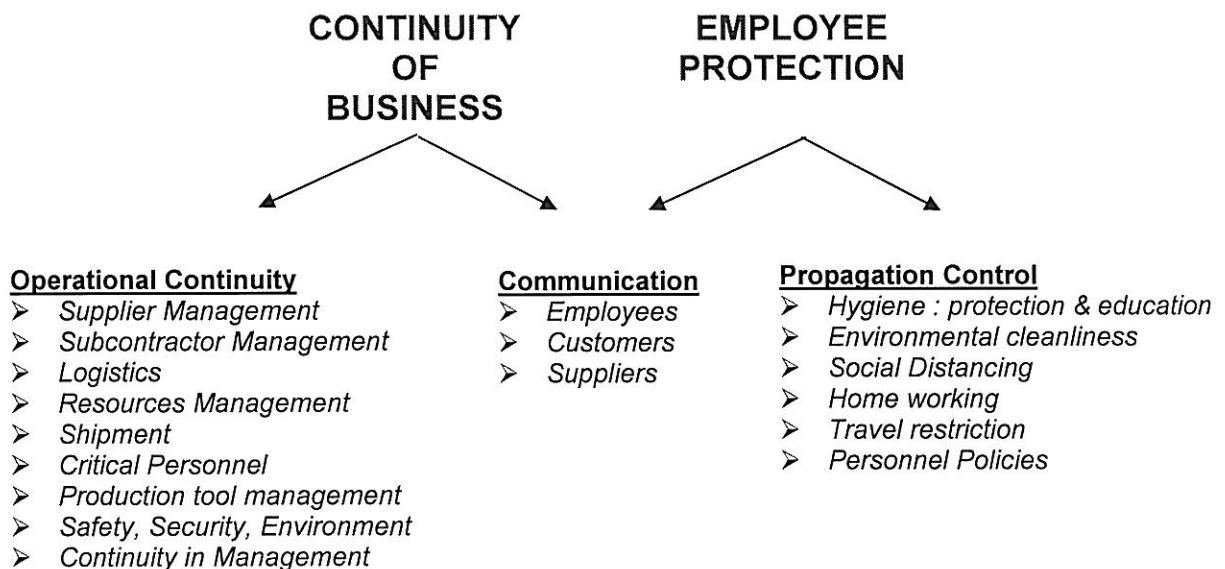 CONTINUITY
OF
BUSINESS
EMPLOYEE
PROTECTION
Operational Continuity
➢ Supplier Management
➢ Subcontractor Management
➢ Logistics
➢ Resources Management
➢ Shipment
➢ Critical Personnel
➢ Production tool management
➢ Safety, Security, Environment
➢ Continuity in Management
Communication
➢ Employees
➢ Customers
➢ Suppliers
Propagation Control
➢ Hygiene : protection & education
➢ Environmental cleanliness
➢ Social Distancing
➢ Home working
➢ Travel restriction
➢ Personnel Policies